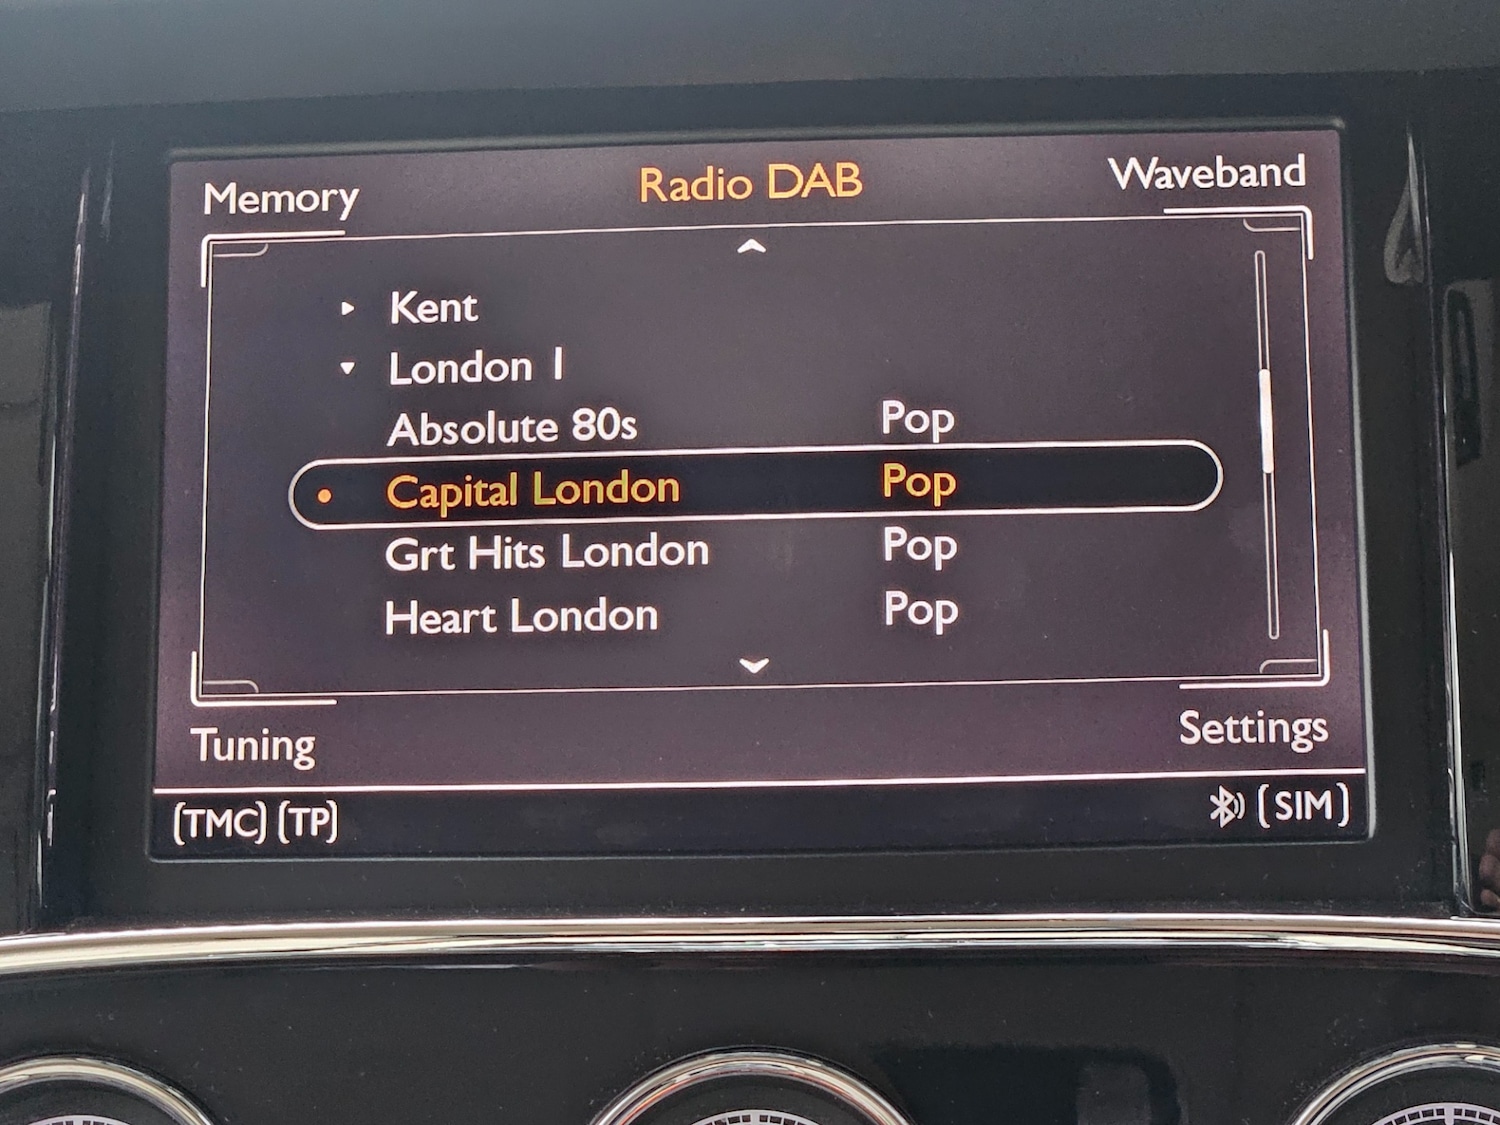 Memory Radio DAB Waveband
Kent
London 1
Absolute 80s Pop
Capital London Pop
Grt Hits London Pop
Heart London Pop
Tuning Settings
[TMC] [TP] [SIM]